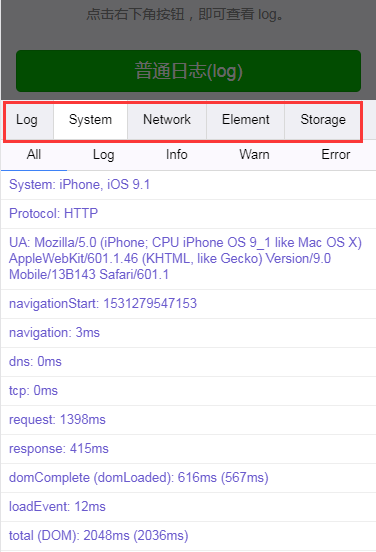 点击右下角按钮，即可查看 log。
普通日志(log)
Log System Network Element Storage
All Log Info Warn Error
System: iPhone, iOS 9.1
Protocol: HTTP
UA: Mozilla/5.0 (iPhone; CPU iPhone OS 9_1 like Mac OS X)
AppleWebKit/601.1.46 (KHTML, like Gecko) Version/9.0
Mobile/13B143 Safari/601.1
navigationStart: 1531279547153
navigation: 3ms
dns: 0ms
tcp: 0ms
request: 1398ms
response: 415ms
domComplete (domLoaded): 616ms (567ms)
loadEvent: 12ms
total (DOM): 2048ms (2036ms)